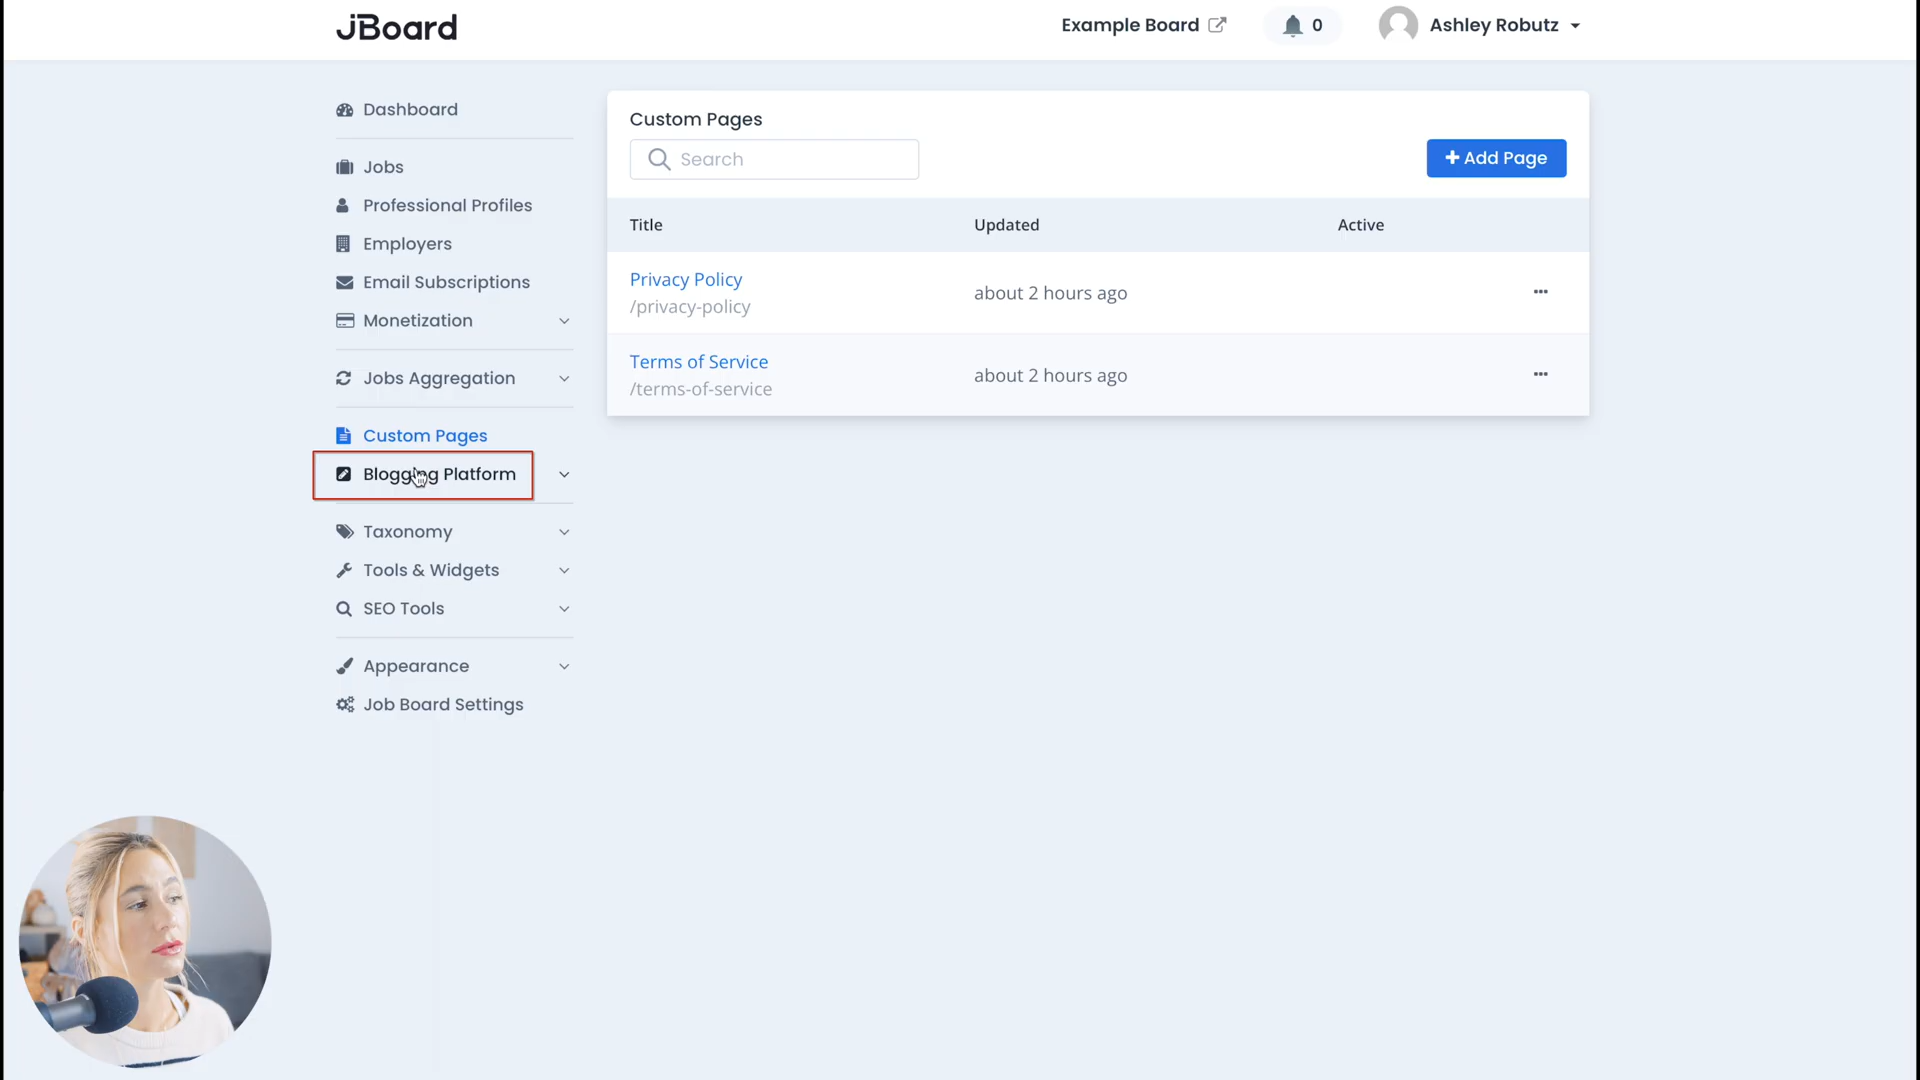 JBoard
Example Board
0
Ashley Robutz
Dashboard
Jobs
Professional Profiles
Employers
Email Subscriptions
Monetization
Jobs Aggregation
Custom Pages
Blogging Platform
Taxonomy
Tools & Widgets
SEO Tools
Appearance
Job Board Settings
Custom Pages
Search
+ Add Page
Title Updated Active
Privacy Policy
/privacy-policy
about 2 hours ago
...
Terms of Service
/terms-of-service
about 2 hours ago
...